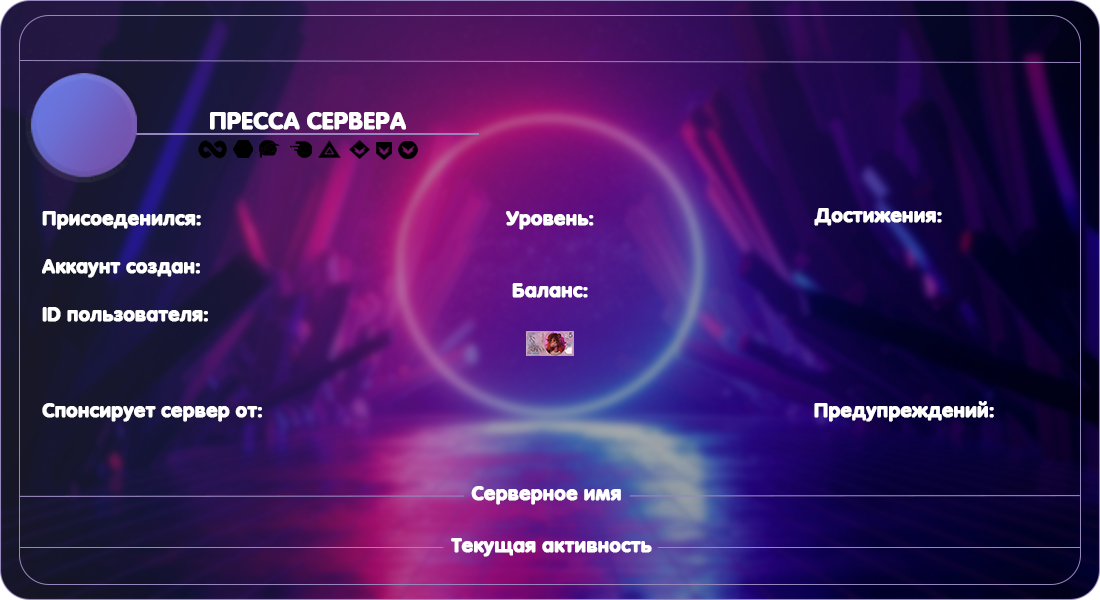 ПРЕССА СЕРВЕРА
Присоеденился:
Уровень:
Достижения:
Аккаунт создан:
Баланс:
ID пользователя:
Спонсирует сервер от:
Предупреждений:
Серверное имя
Текущая активность